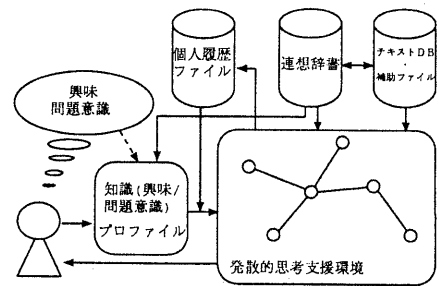 個人履歴
ファイル
連想辞書
テキストDB
・
補助ファイル
興味
問題意識
知識(興味/
問題意識)
プロファイル
発散的思考支援環境